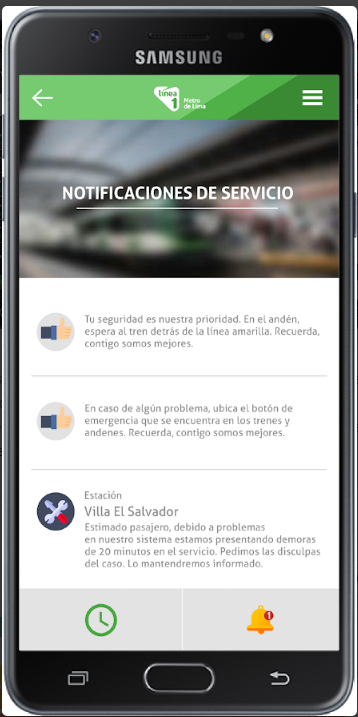 SAMSUNG
línea
1
Metro
de Lima
NOTIFICACIONES DE SERVICIO
Tu seguridad es nuestra prioridad. En el andén,
espera al tren detrás de la línea amarilla. Recuerda,
contigo somos mejores.
En caso de algún problema, ubica el botón de
emergencia que se encuentra en los trenes y
andenes. Recuerda, contigo somos mejores.
Estación
Villa El Salvador
Estimado pasajero, debido a problemas
en nuestro sistema estamos presentando demoras
de 20 minutos en el servicio. Pedimos las disculpas
del caso. Lo mantendremos informado.
1